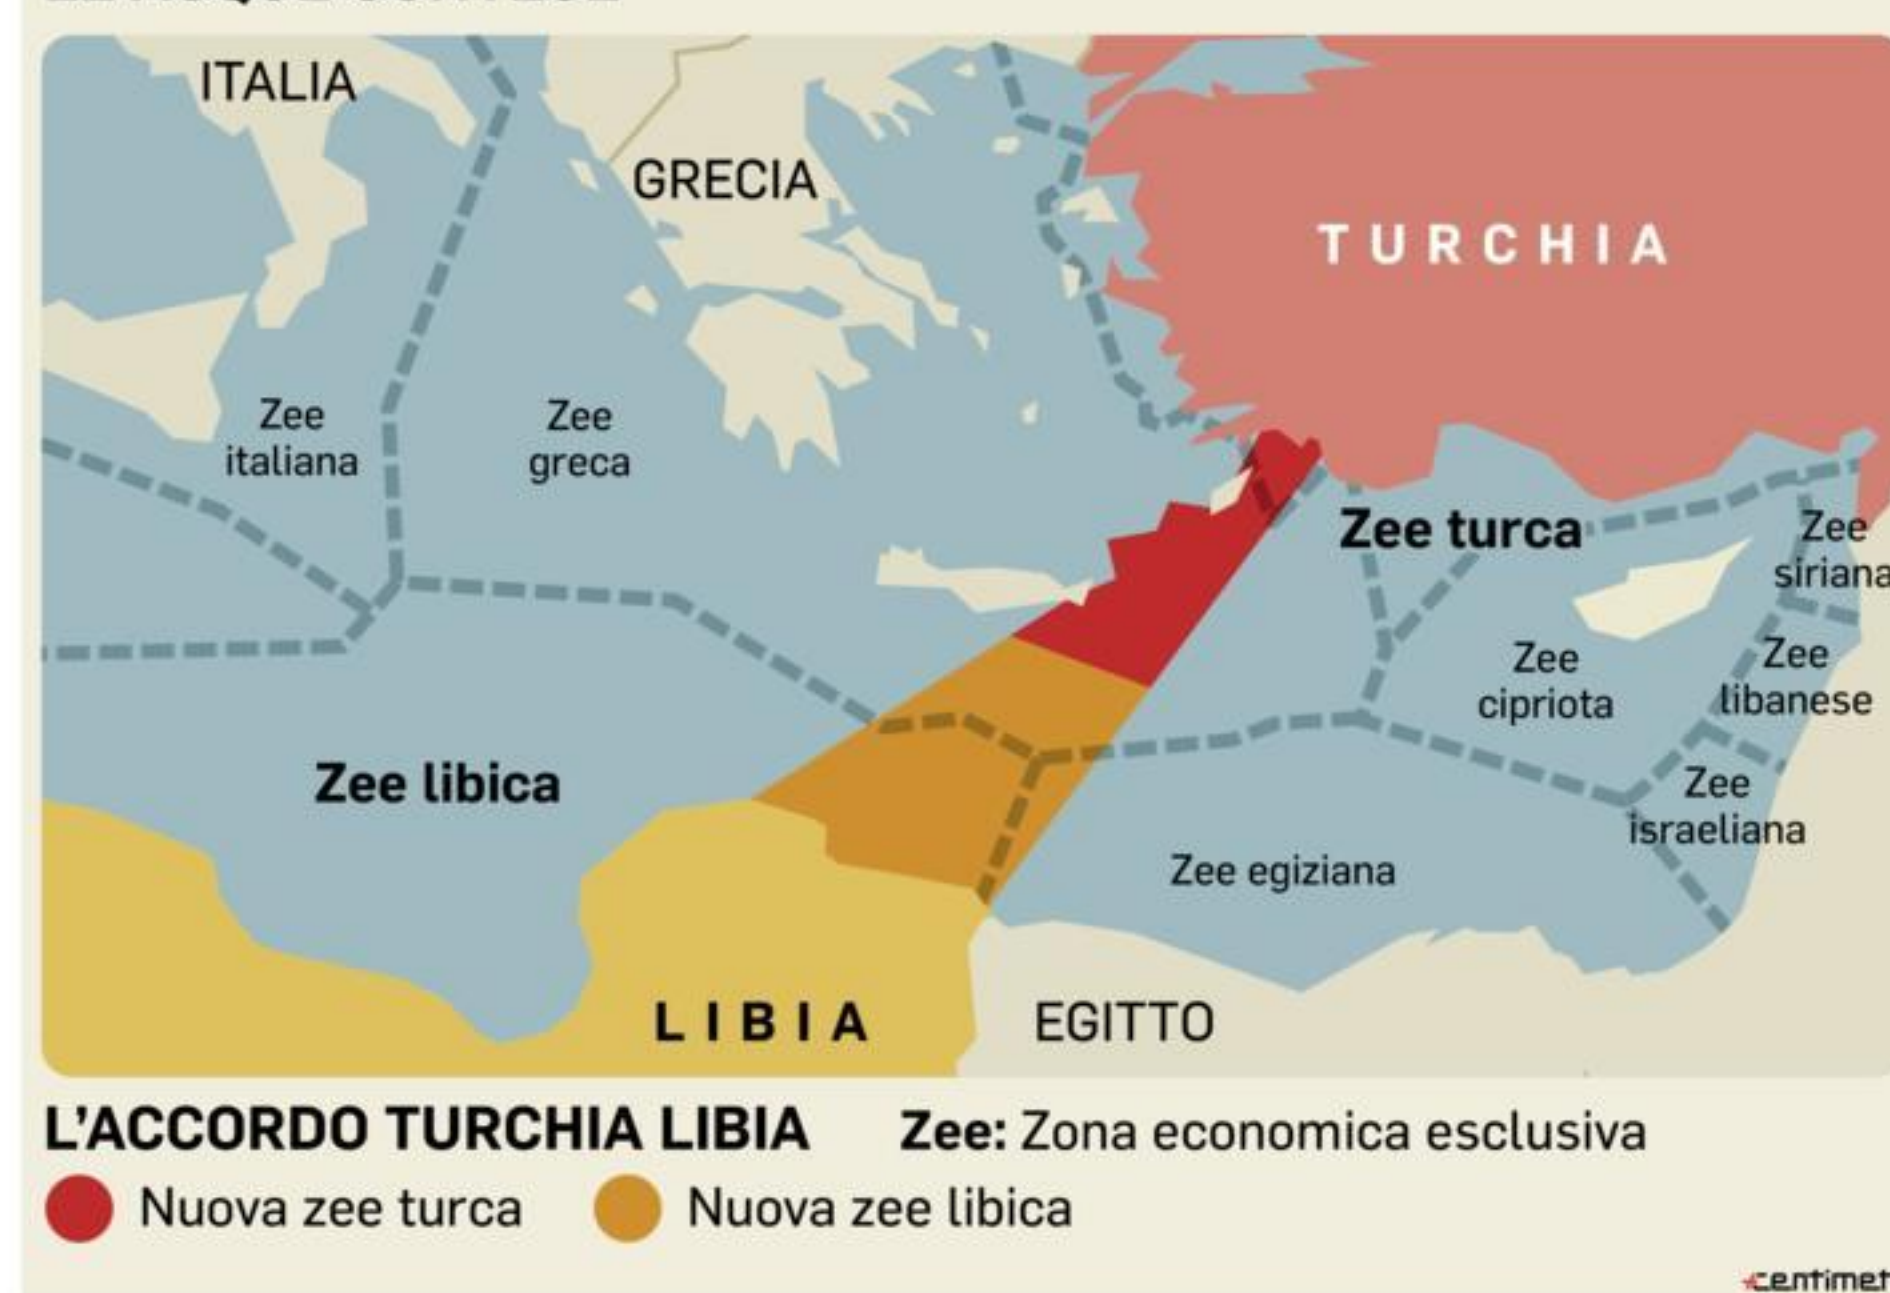 ITALIA
GRECIA
TURCHIA
Zee
italiana
Zee
greca
Zee turca
Zee
siriana
Zee
cipriota
Zee
libanese
Zee libica
Zee
israeliana
Zee egiziana
LIBIA
EGITTO
L'ACCORDO TURCHIA LIBIA
Zee: Zona economica esclusiva
Nuova zee turca
Nuova zee libica
centimet